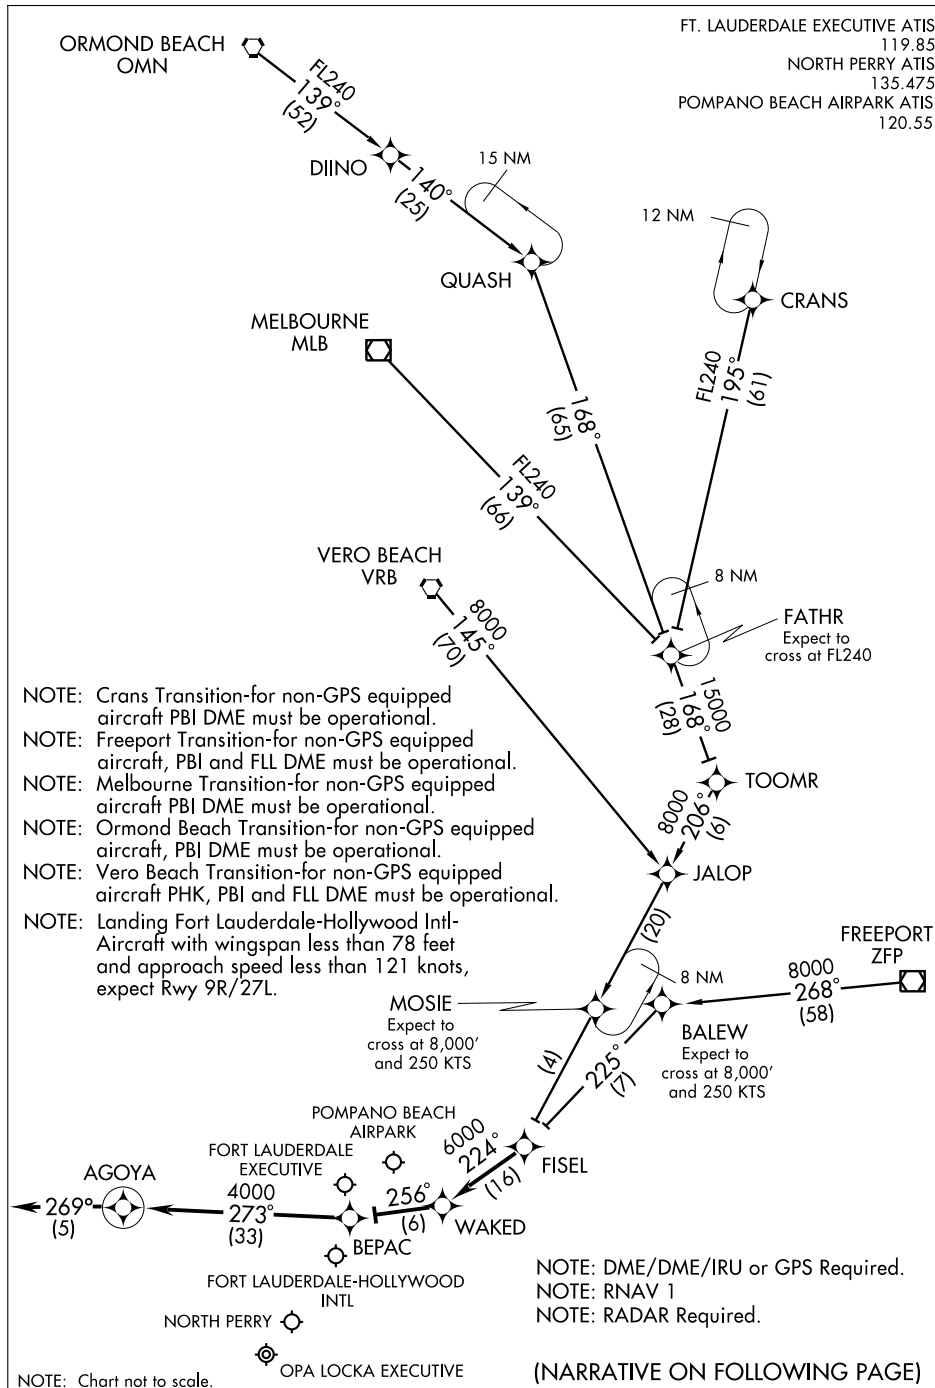 FT. LAUDERDALE EXECUTIVE ATIS
119.85
NORTH PERRY ATIS
135.475
POMPANO BEACH AIRPARK ATIS
120.55
ORMOND BEACH
OMN
FL240
139°
(52)
DIINO
140°
(25)
15 NM
QUASH
12 NM
CRANS
MELBOURNE
MLB
168°
(65)
FL240
195°
(61)
FL240
139°
(66)
VERO BEACH
VRB
8000
145°
(70)
8 NM
FATHR
Expect to
cross at FL240
15000
168°
(28)
TOOMR
8000
206°
(6)
JALOP
NOTE: Crans Transition-for non-GPS equipped
aircraft PBI DME must be operational.
NOTE: Freeport Transition-for non-GPS equipped
aircraft, PBI and FLL DME must be operational.
NOTE: Melbourne Transition-for non-GPS equipped
aircraft PBI DME must be operational.
NOTE: Ormond Beach Transition-for non-GPS equipped
aircraft, PBI DME must be operational.
NOTE: Vero Beach Transition-for non-GPS equipped
aircraft PHK, PBI and FLL DME must be operational.
NOTE: Landing Fort Lauderdale-Hollywood Intl-
Aircraft with wingspan less than 78 feet
and approach speed less than 121 knots,
expect Rwy 9R/27L.
(20)
8 NM
FREEPORT
ZFP
8000
268°
(58)
MOSIE
Expect to
cross at 8,000'
and 250 KTS
BALEW
Expect to
cross at 8,000'
and 250 KTS
(4)
225°
(7)
POMPANO BEACH
AIRPARK
FORT LAUDERDALE
EXECUTIVE
6000
224°
(16)
FISEL
AGOYA
269°
(5)
4000
273°
(33)
256°
(6)
WAKED
BEPAC
FORT LAUDERDALE-HOLLYWOOD
INTL
NORTH PERRY
OPA LOCKA EXECUTIVE
NOTE: DME/DME/IRU or GPS Required.
NOTE: RNAV 1
NOTE: RADAR Required.
NOTE: Chart not to scale.
(NARRATIVE ON FOLLOWING PAGE)